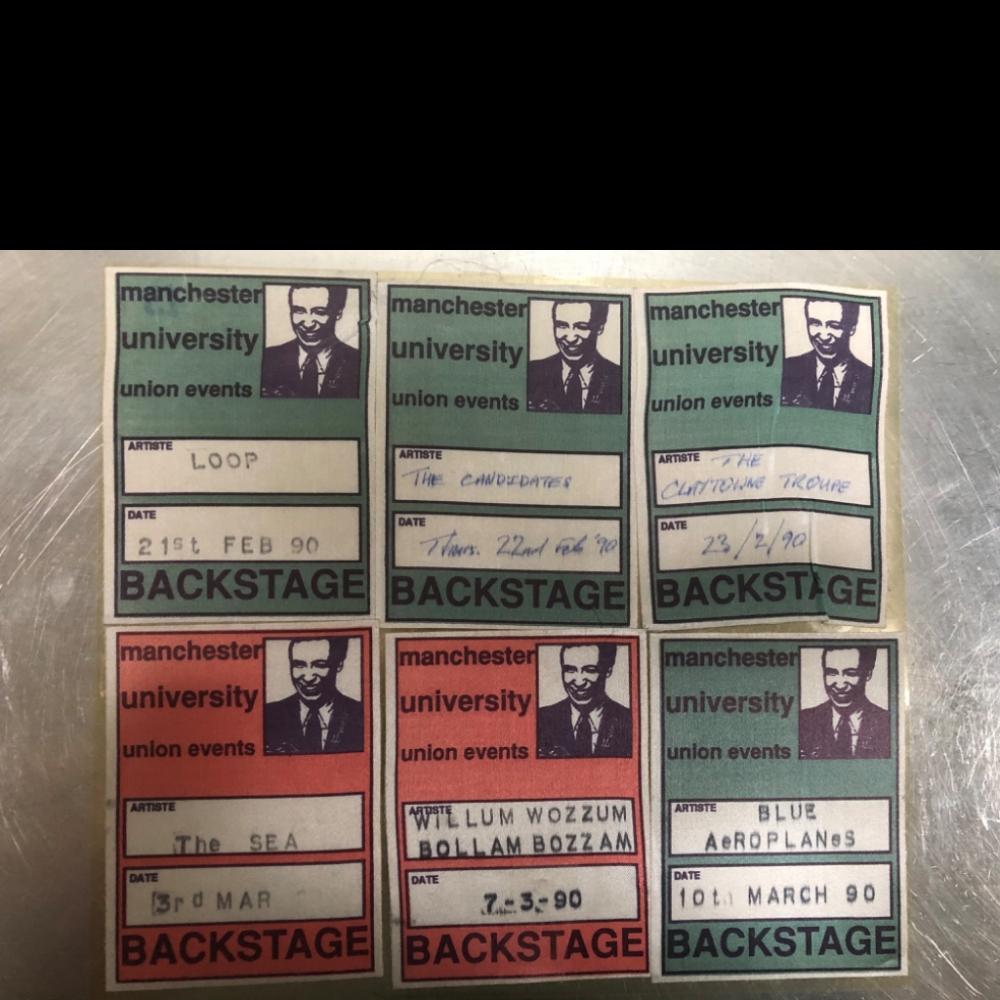 manchester
university
union events
ARTISTE
LOOP
DATE
21st FEB 90
BACKSTAGE
manchester
university
union events
ARTISTE
THE CANDIDATES
DATE
Thurs. 22nd Feb '90
BACKSTAGE
manchester
university
union events
ARTISTE
THE
CLAYTOWNE TROUPE
DATE
23/2/90
BACKSTAGE
manchester
university
union events
ARTISTE
The SEA
DATE
3rd MAR
BACKSTAGE
manchester
university
union events
ARTISTE
WILLUM WOZZUM
BOLLAM BOZZAM
DATE
7-3-90
BACKSTAGE
manchester
university
union events
ARTISTE
BLUE
AeROPLANeS
DATE
10t MARCH 90
BACKSTAGE